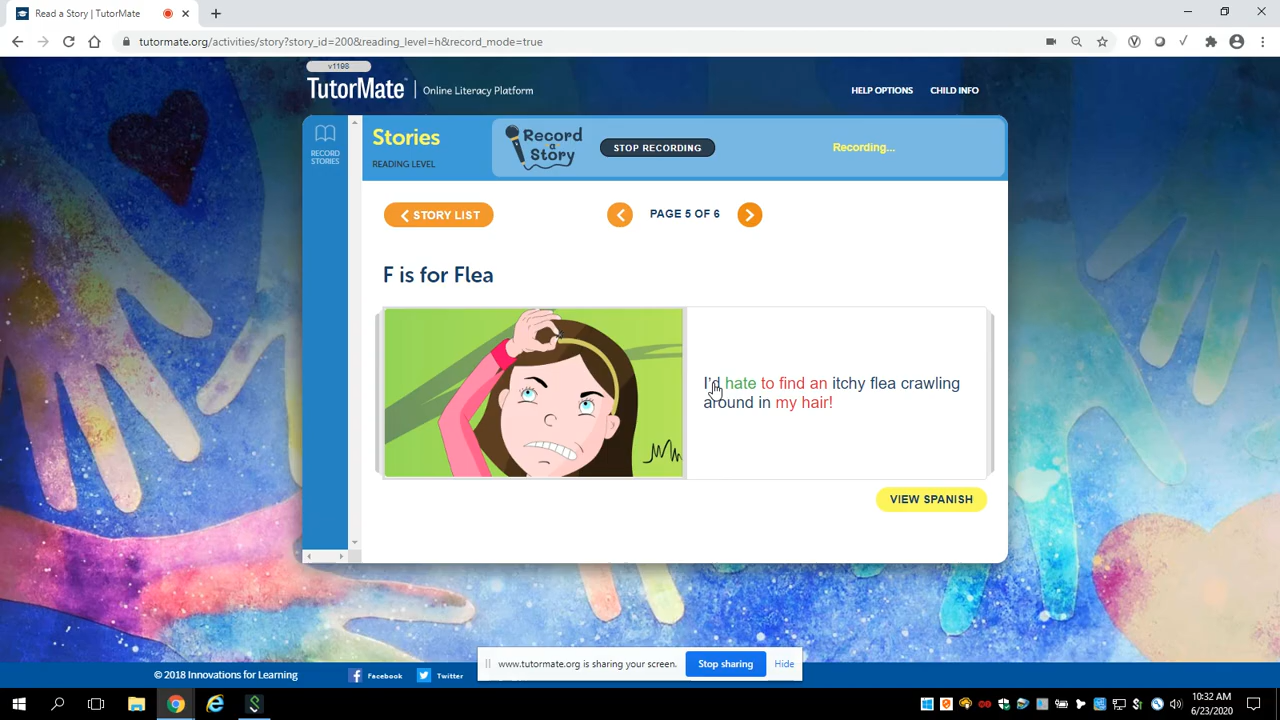 Read a Story | TutorMate
tutormate.org/activities/story?story_id=200&reading_level=h&record_mode=true
v1198
TutorMate
Online Literacy Platform
HELP OPTIONS
CHILD INFO
RECORD
STORIES
Stories
READING LEVEL
Record
a
Story
STOP RECORDING
Recording...
STORY LIST
PAGE 5 OF 6
F is for Flea
I'd hate to find an itchy flea crawling
around in my hair!
VIEW SPANISH
www.tutormate.org is sharing your screen.
Stop sharing
Hide
© 2018 Innovations for Learning
Facebook
Twitter
10:32 AM
6/23/2020